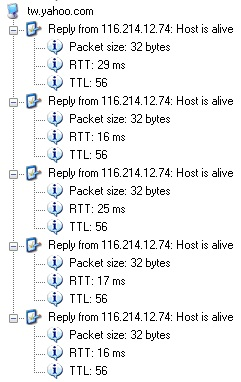 tw.yahoo.com
Reply from 116.214.12.74: Host is alive
Packet size: 32 bytes
RTT: 29 ms
TTL: 56
Reply from 116.214.12.74: Host is alive
Packet size: 32 bytes
RTT: 16 ms
TTL: 56
Reply from 116.214.12.74: Host is alive
Packet size: 32 bytes
RTT: 25 ms
TTL: 56
Reply from 116.214.12.74: Host is alive
Packet size: 32 bytes
RTT: 17 ms
TTL: 56
Reply from 116.214.12.74: Host is alive
Packet size: 32 bytes
RTT: 16 ms
TTL: 56